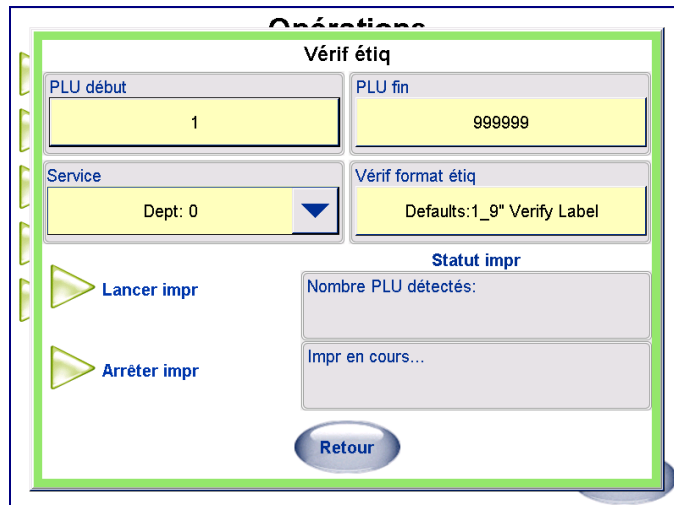 Opérations
Vérif étiq
PLU début
PLU fin
1
999999
Service
Vérif format étiq
Dept: 0
Defaults:1_9" Verify Label
Statut impr
Lancer impr
Nombre PLU détectés:
Arrêter impr
Impr en cours...
Retour